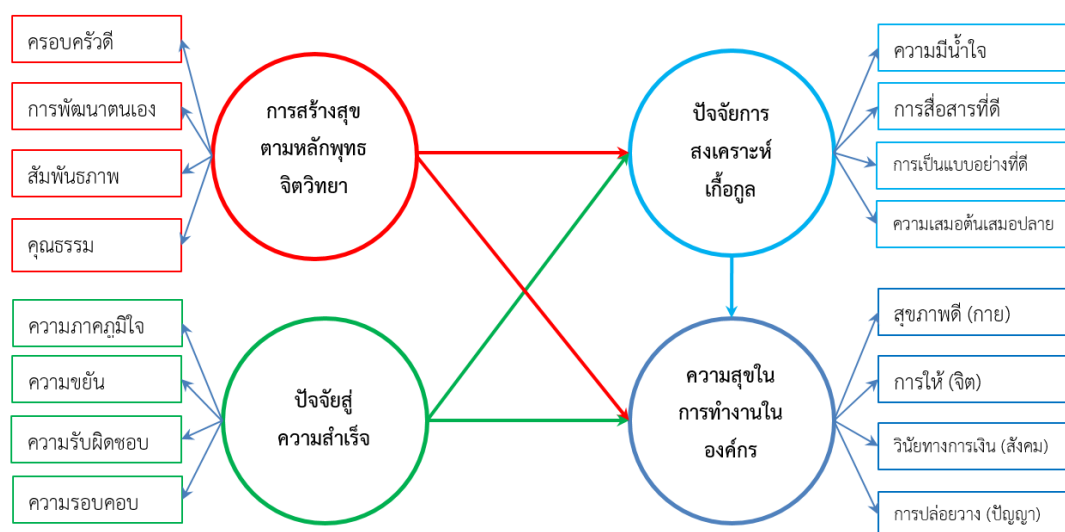 ครอบครัวดี
การพัฒนาตนเอง
สัมพันธภาพ
คุณธรรม
การสร้างสุข
ตามหลักพุทธ
จิตวิทยา
ปัจจัยการ
สงเคราะห์
เกื้อกูล
ความมีน้ำใจ
การสื่อสารที่ดี
การเป็นแบบอย่างที่ดี
ความเสมอต้นเสมอปลาย
ความภาคภูมิใจ
ความขยัน
ความรับผิดชอบ
ความรอบคอบ
ปัจจัยสู่
ความสำเร็จ
ความสุขใน
การทำงานใน
องค์กร
สุขภาพดี (กาย)
การให้ (จิต)
วินัยทางการเงิน (สังคม)
การปล่อยวาง (ปัญญา)